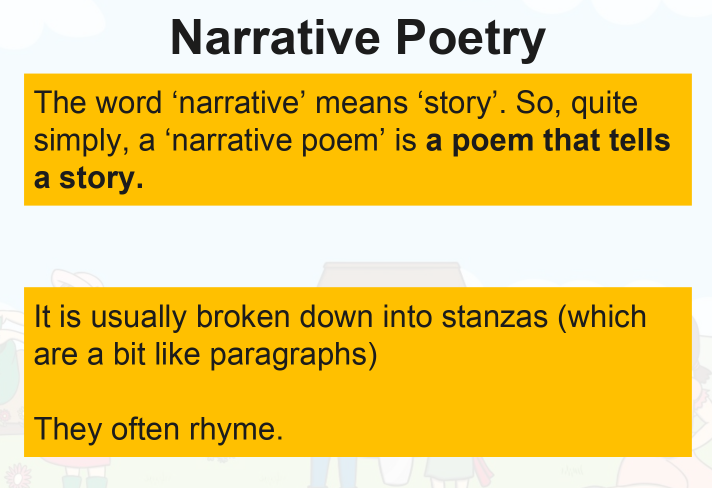 Narrative Poetry
The word ‘narrative’ means ‘story’. So, quite
simply, a ‘narrative poem’ is a poem that tells
a story.
It is usually broken down into stanzas (which
are a bit like paragraphs)
They often rhyme.